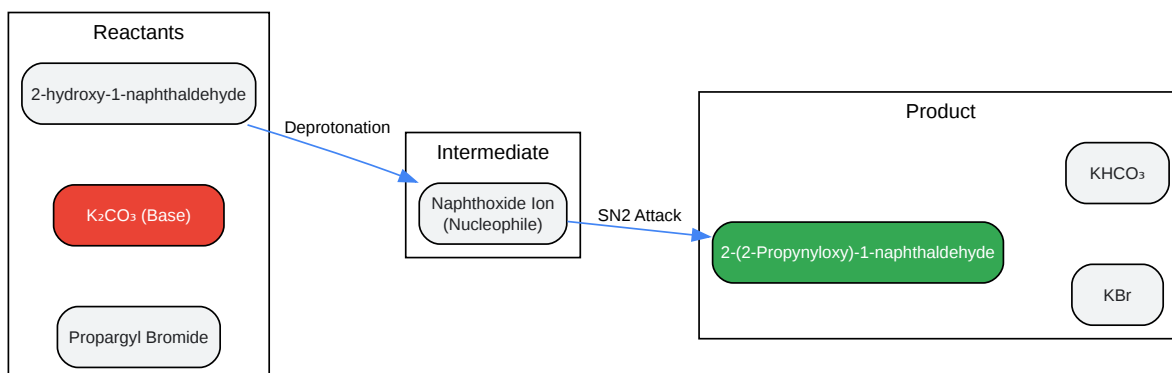 Reactants
2-hydroxy-1-naphthaldehyde
K₂CO₃ (Base)
Propargyl Bromide
Deprotonation
Intermediate
Naphthoxide Ion
(Nucleophile)
SN2 Attack
Product
KHCO₃
2-(2-Propynyloxy)-1-naphthaldehyde
KBr